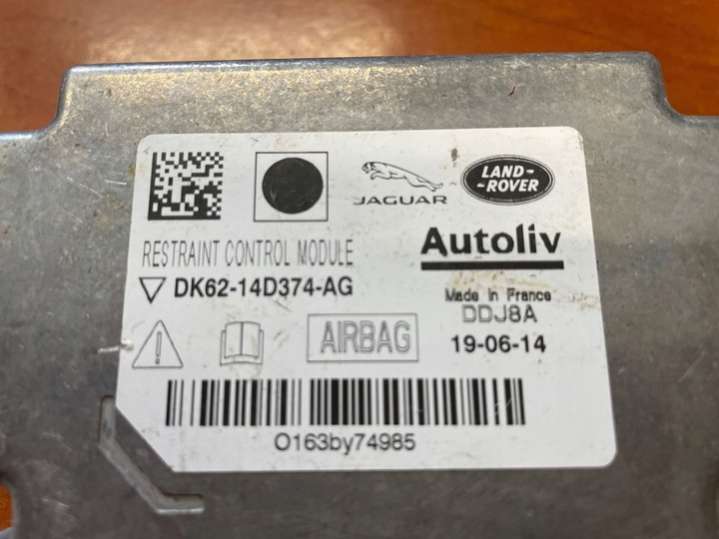 JAGUAR
LAND-
-ROVER
RESTRAINT CONTROL MODULE
Autoliv
DK62-14D374-AG
Made in France
DDJ8A
AIRBAG
19-06-14
O163by74985